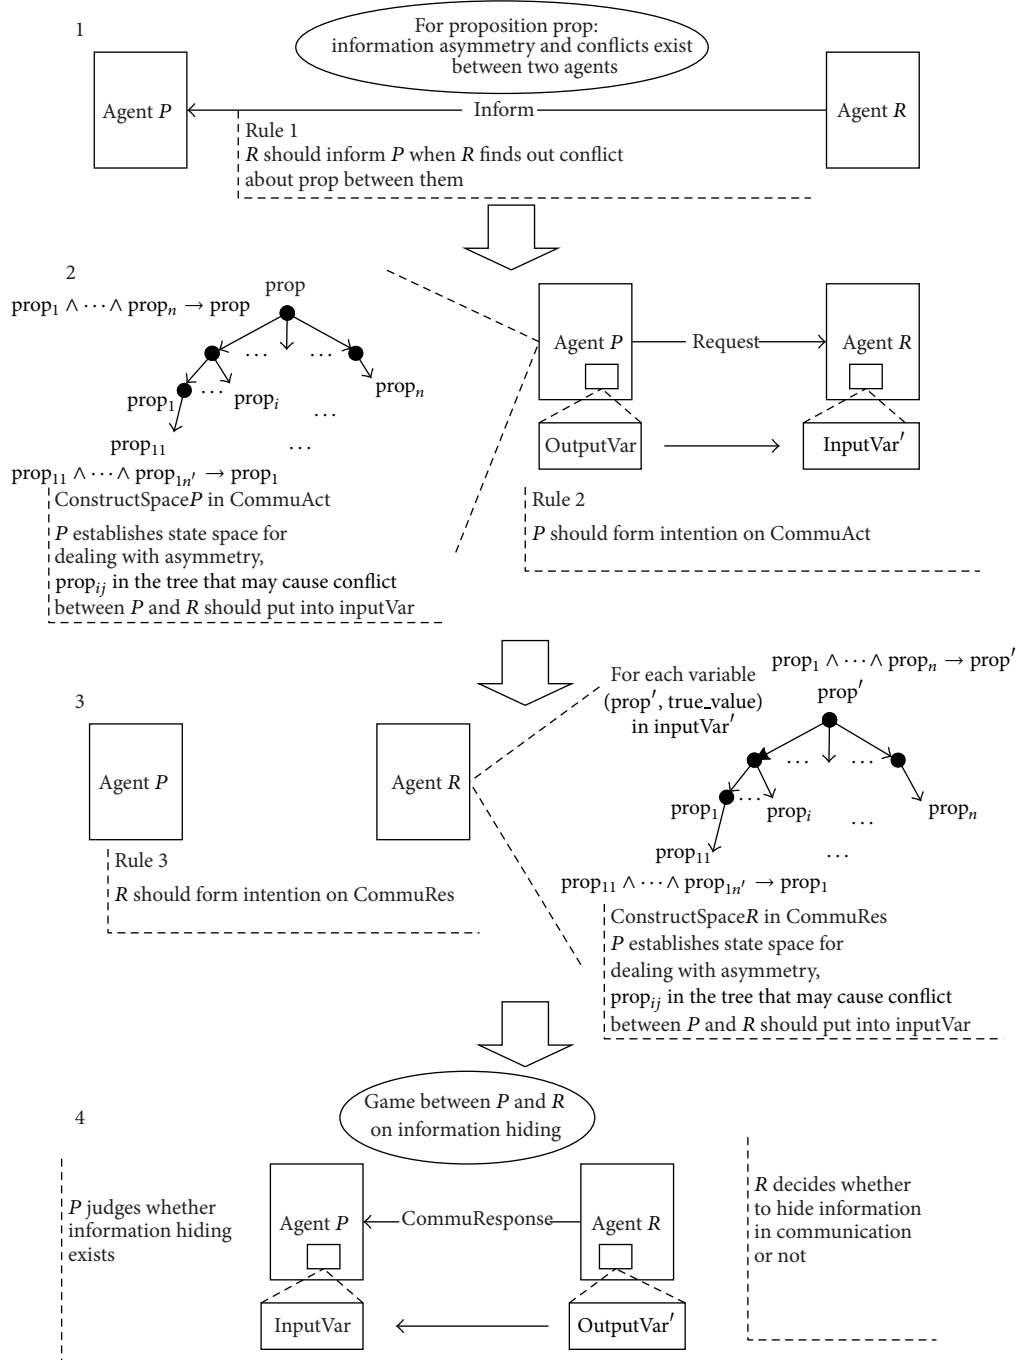 1
For proposition prop:
information asymmetry and conflicts exist
between two agents
Agent P
Inform
Agent R
Rule 1
R should inform P when R finds out conflict
about prop between them
2
prop
prop₁ ∧ ⋯ ∧ propₙ → prop
⋯ ⋯
prop₁ ⋯ propᵢ
propₙ
⋯
prop₁₁
⋯
prop₁₁ ∧ ⋯ ∧ prop₁ₙ′ → prop₁
ConstructSpaceP in CommuAct
P establishes state space for
dealing with asymmetry,
propᵢⱼ in the tree that may cause conflict
between P and R should put into inputVar
Agent P
Request
Agent R
OutputVar
InputVar′
Rule 2
P should form intention on CommuAct
3
Agent P
Agent R
Rule 3
R should form intention on CommuRes
For each variable
(prop′, true_value)
in inputVar′
prop₁ ∧ ⋯ ∧ propₙ → prop′
prop′
⋯ ⋯
prop₁ ⋯ propᵢ
propₙ
⋯
prop₁₁
⋯
prop₁₁ ∧ ⋯ ∧ prop₁ₙ′ → prop₁
ConstructSpaceR in CommuRes
P establishes state space for
dealing with asymmetry,
propᵢⱼ in the tree that may cause conflict
between P and R should put into inputVar
4
Game between P and R
on information hiding
P judges whether
information hiding
exists
Agent P
CommuResponse
Agent R
InputVar
OutputVar′
R decides whether
to hide information
in communication
or not